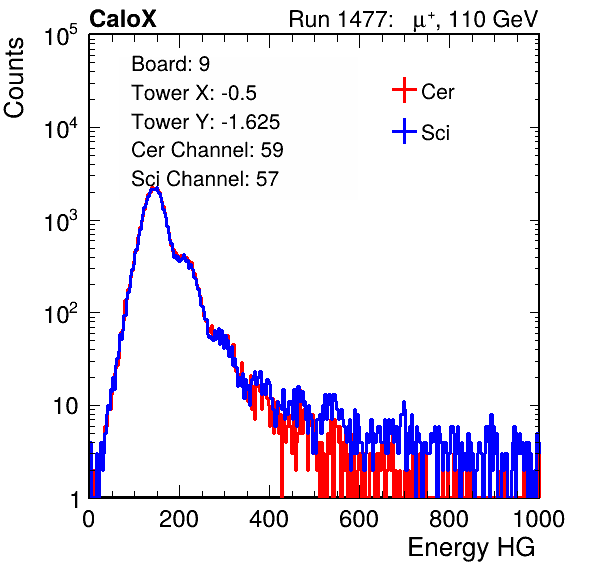 CaloX Run 1477: μ⁺, 110 GeV
Counts
10⁵
10⁴
10³
10²
10
1
Board: 9
Tower X: -0.5
Tower Y: -1.625
Cer Channel: 59
Sci Channel: 57
Cer
Sci
0 200 400 600 800 1000
Energy HG